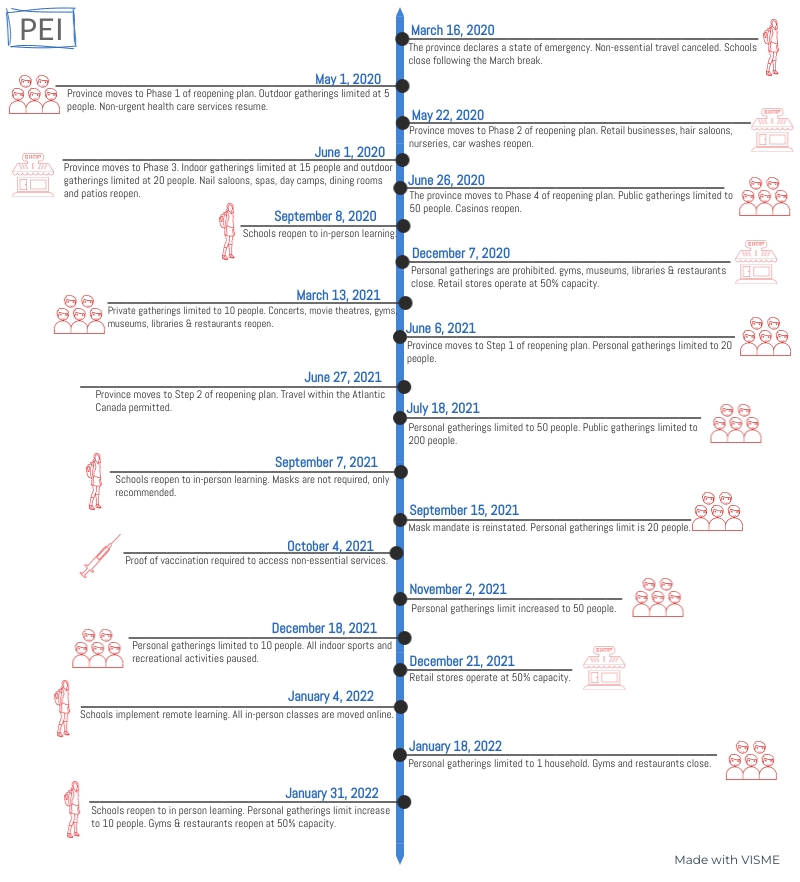 PEI
March 16, 2020
The province declares a state of emergency. Non-essential travel canceled. Schools
close following the March break.
May 1, 2020
Province moves to Phase 1 of reopening plan. Outdoor gatherings limited at 5
people. Non-urgent health care services resume.
May 22, 2020
Province moves to Phase 2 of reopening plan. Retail businesses, hair saloons,
nurseries, car washes reopen.
SHOP
June 1, 2020
Province moves to Phase 3. Indoor gatherings limited at 15 people and outdoor
gatherings limited at 20 people. Nail saloons, spas, day camps, dining rooms
and patios reopen.
SHOP
June 26, 2020
The province moves to Phase 4 of reopening plan. Public gatherings limited to
50 people. Casinos reopen.
September 8, 2020
Schools reopen to in-person learning.
December 7, 2020
Personal gatherings are prohibited. gyms, museums, libraries & restaurants
close. Retail stores operate at 50% capacity.
SHOP
March 13, 2021
Private gatherings limited to 10 people. Concerts, movie theatres, gyms,
museums, libraries & restaurants reopen.
June 6, 2021
Province moves to Step 1 of reopening plan. Personal gatherings limited to 20
people.
June 27, 2021
Province moves to Step 2 of reopening plan. Travel within the Atlantic
Canada permitted.
July 18, 2021
Personal gatherings limited to 50 people. Public gatherings limited to
200 people.
September 7, 2021
Schools reopen to in-person learning. Masks are not required, only
recommended.
September 15, 2021
Mask mandate is reinstated. Personal gatherings limit is 20 people.
October 4, 2021
Proof of vaccination required to access non-essential services.
November 2, 2021
Personal gatherings limit increased to 50 people.
December 18, 2021
Personal gatherings limited to 10 people. All indoor sports and
recreational activities paused.
December 21, 2021
Retail stores operate at 50% capacity.
SHOP
January 4, 2022
Schools implement remote learning. All in-person classes are moved online.
January 18, 2022
Personal gatherings limited to 1 household. Gyms and restaurants close.
January 31, 2022
Schools reopen to in person learning. Personal gatherings limit increase
to 10 people. Gyms & restaurants reopen at 50% capacity.
Made with VISME